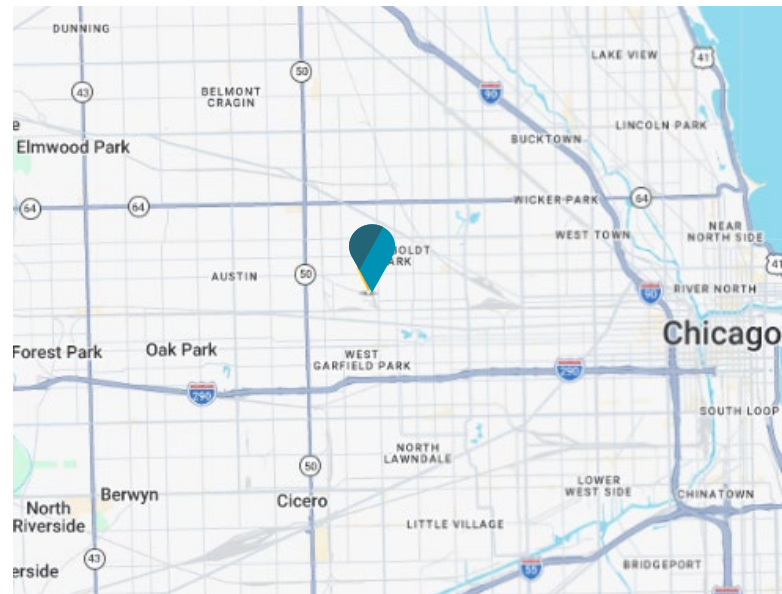 DUNNING
LAKE VIEW
41
50
43
BELMONT
CRAGIN
90
e
Elmwood Park
LINCOLN PARK
BUCKTOWN
64
64
WICKER PARK
64
NEAR
NORTH SIDE
WEST TOWN
BOLDT
ARK
AUSTIN
50
41
90
RIVER NORTH
Chicago
Forest Park
Oak Park
WEST
GARFIELD PARK
290
290
SOUTH LOOP
NORTH
LAWNDALE
50
LOWER
WEST SIDE
CHINATOWN
Berwyn
Cicero
North
Riverside
LITTLE VILLAGE
43
erside
55
BRIDGEPORT